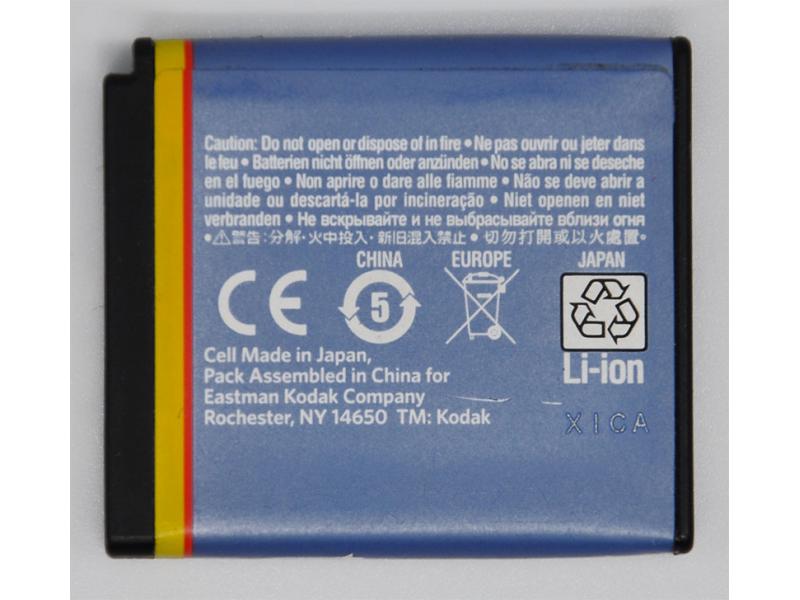 Caution: Do not open or dispose of in fire • Ne pas ouvrir ou jeter dans
le feu • Batterien nicht öffnen oder anzünden • No se abra ni se deseche
en el fuego • Non aprire o dare alle fiamme • Não se deve abrir a
unidade ou descartá-la por incineração • Niet openen en niet
verbranden • Не вскрывайте и не выбрасывайте вблизи огня
•⚠警告:分解・火中投入・新旧混入禁止 • 切勿打開或以火處置•
CHINA EUROPE JAPAN
CE 5
Li-ion
Cell Made in Japan,
Pack Assembled in China for
Eastman Kodak Company
Rochester, NY 14650 TM: Kodak
XICA